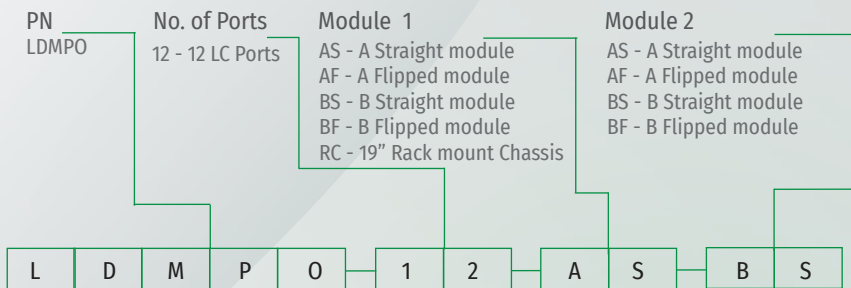 PN
LDMPO
No. of Ports
12 - 12 LC Ports
Module 1
AS - A Straight module
AF - A Flipped module
BS - B Straight module
BF - B Flipped module
RC - 19” Rack mount Chassis
Module 2
AS - A Straight module
AF - A Flipped module
BS - B Straight module
BF - B Flipped module
L D M P O - 1 2 - A S - B S